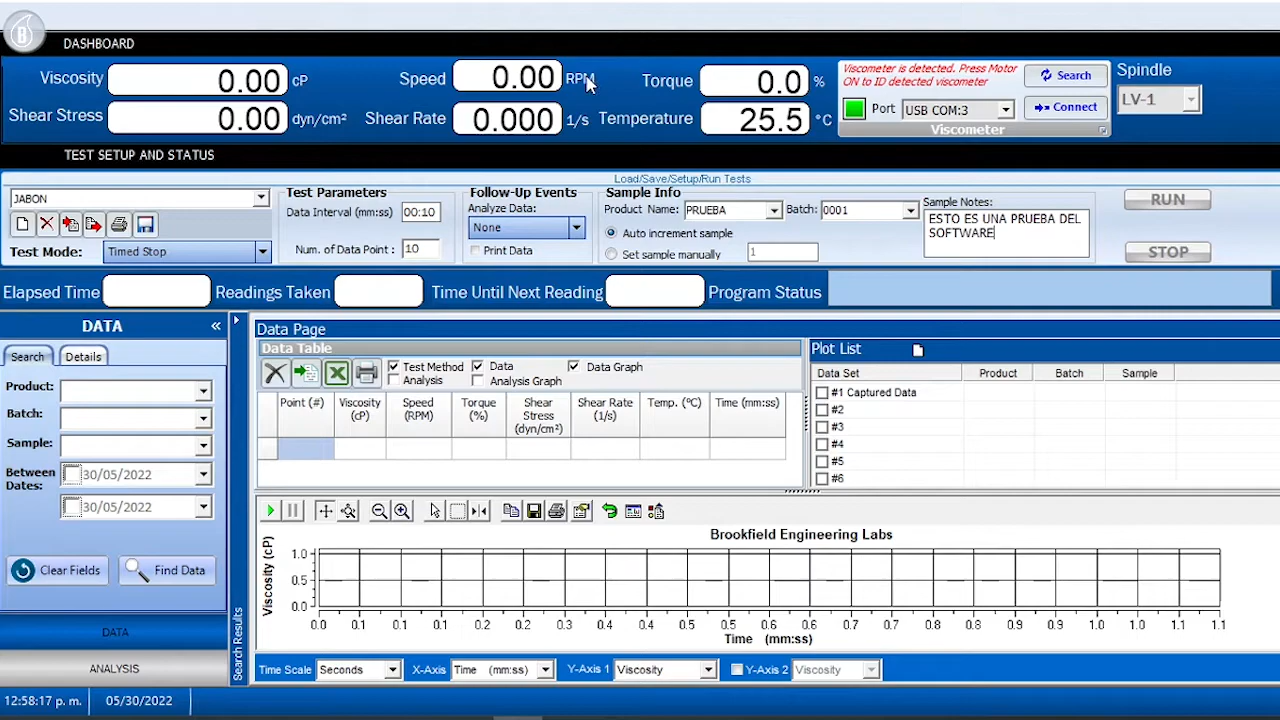 DASHBOARD
Viscosity 0.00 cP
Speed 0.00 RPM
Torque 0.0 %
Shear Stress 0.00 dyn/cm²
Shear Rate 0.000 1/s
Temperature 25.5 °C
Viscometer is detected. Press Motor
ON to ID detected viscometer
Search
Port USB COM:3
Connect
Viscometer
Spindle
LV-1
TEST SETUP AND STATUS
Load/Save/Setup/Run Tests
JABON
Test Mode: Timed Stop
Test Parameters
Data Interval (mm:ss) 00:10
Num. of Data Point : 10
Follow-Up Events
Analyze Data:
None
Print Data
Sample Info
Product Name: PRUEBA
Batch: 0001
Auto increment sample
Set sample manually 1
Sample Notes:
ESTO ES UNA PRUEBA DEL
SOFTWARE
RUN
STOP
Elapsed Time
Readings Taken
Time Until Next Reading
Program Status
DATA «
Search Details
Product:
Batch:
Sample:
Between
Dates:
30/05/2022
30/05/2022
Clear Fields
Find Data
DATA
ANALYSIS
Search Results
Data Page
Data Table
Test Method Data Data Graph
Analysis Analysis Graph
Point (#)
Viscosity
(cP)
Speed
(RPM)
Torque
(%)
Shear
Stress
(dyn/cm²)
Shear Rate
(1/s)
Temp. (ºC)
Time (mm:ss)
Plot List
Data Set Product Batch Sample
#1 Captured Data
#2
#3
#4
#5
#6
Brookfield Engineering Labs
Viscosity (cP)
1.0
0.5
0.0
0.0 0.1 0.1 0.2 0.2 0.3 0.3 0.4 0.4 0.5 0.5 0.6 0.6 0.7 0.7 0.8 0.8 0.9 0.9 1.0 1.0 1.1 1.1
Time (mm:ss)
Time Scale Seconds X-Axis Time (mm:ss) Y-Axis 1 Viscosity Y-Axis 2 Viscosity
12:58:17 p. m. 05/30/2022